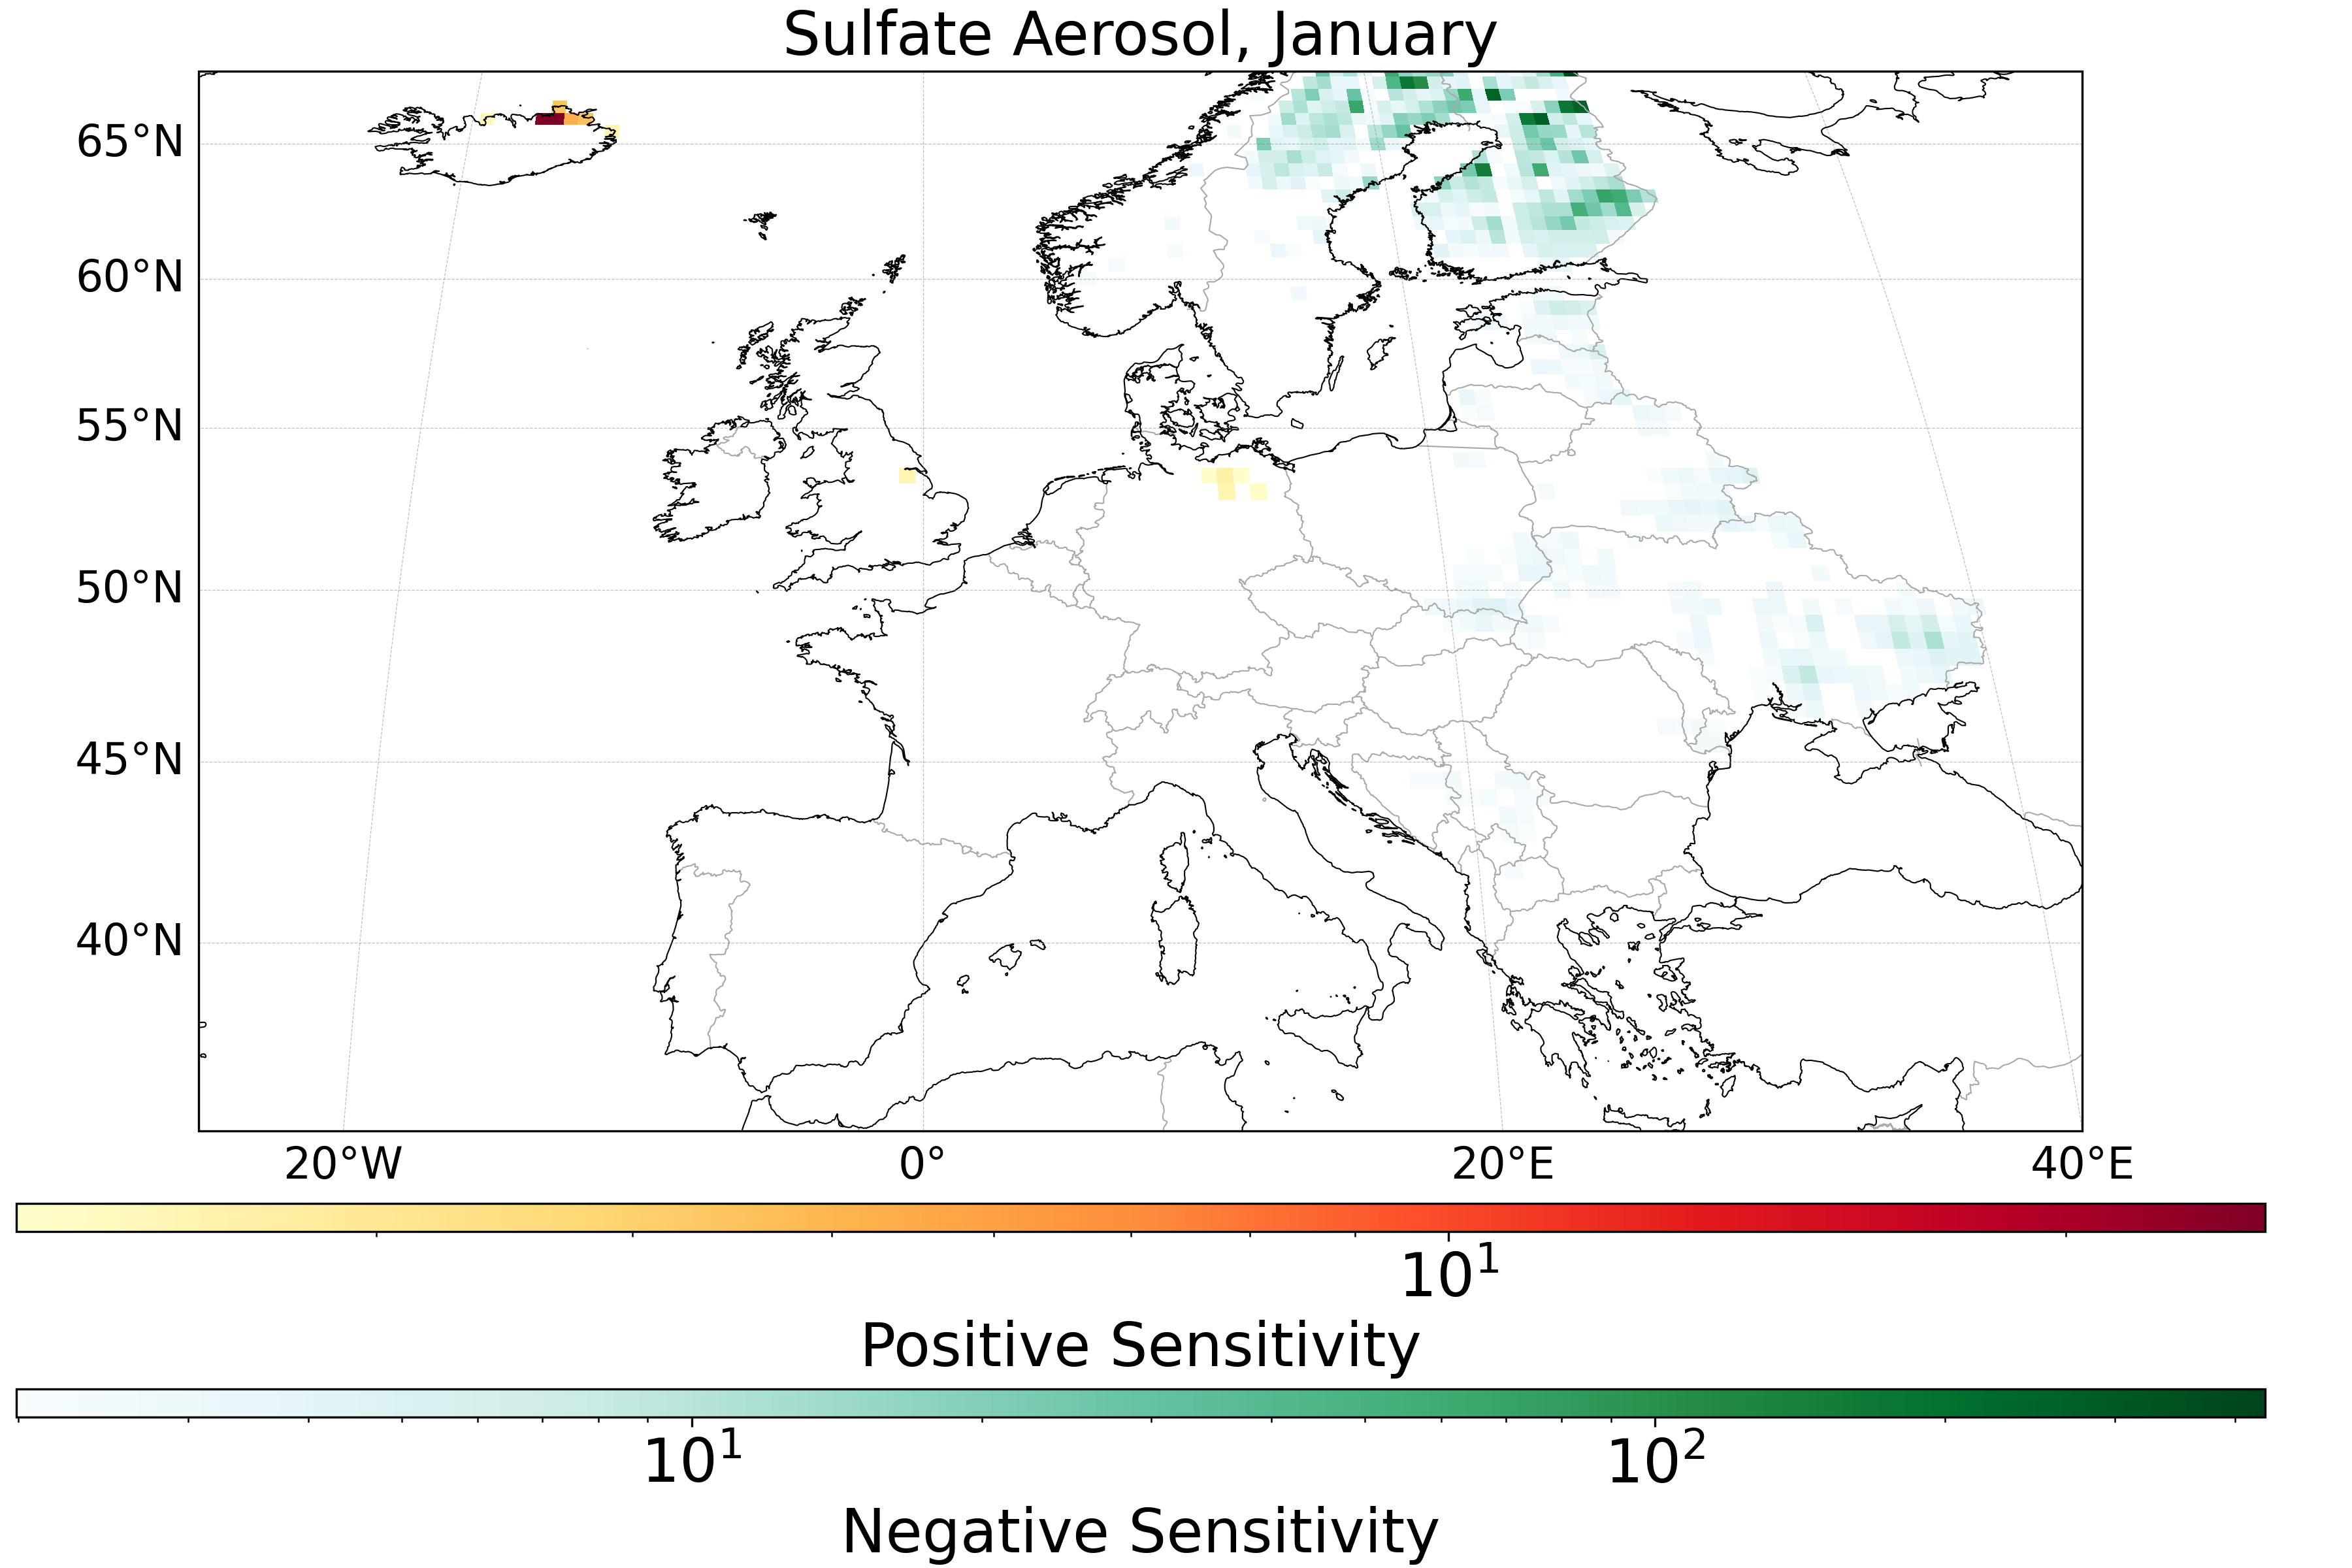 Sulfate Aerosol, January
65°N
60°N
55°N
50°N
45°N
40°N
20°W 0° 20°E 40°E
10¹
Positive Sensitivity
10¹ 10²
Negative Sensitivity